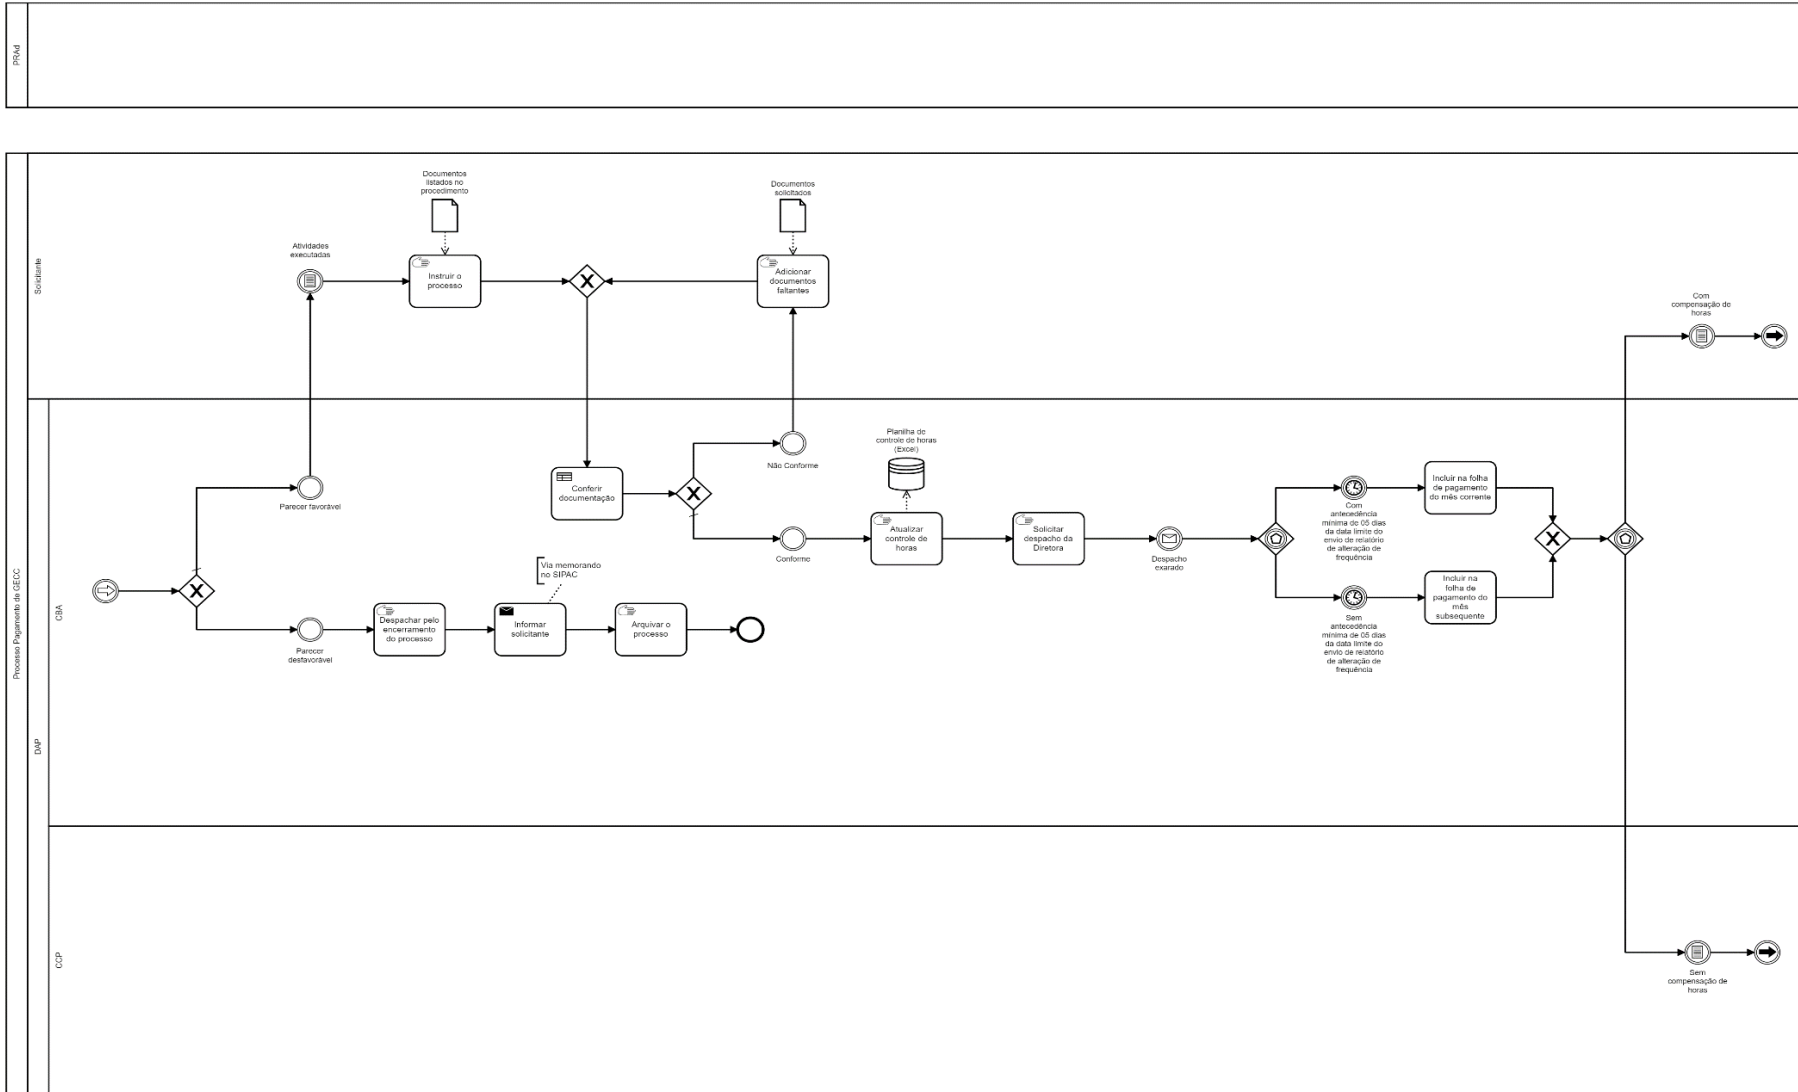 PRAd
Processo Pagamento de GECC
Solicitante
DAP
CBA
CCP
Documentos
listados no
procedimento
Documentos
solicitados
Atividades
executadas
Instruir o
processo
Adicionar
documentos
faltantes
Com
compensação de
horas
Parecer favorável
Conferir
documentação
Não Conforme
Planilha de
controle de horas
(Excel)
Conforme
Atualizar
controle de
horas
Solicitar
despacho da
Diretora
Despacho
exarado
Com
antecedência
mínima de 05 dias
da data limite do
envio de relatório
de alteração de
frequência
Incluir na folha
de pagamento
do mês corrente
Sem
antecedência
mínima de 05 dias
da data limite do
envio de relatório
de alteração de
frequência
Incluir na
folha de
pagamento do
mês
subsequente
Via memorando
no SIPAC
Parecer
desfavorável
Despachar pelo
encerramento
do processo
Informar
solicitante
Arquivar o
processo
Sem
compensação de
horas